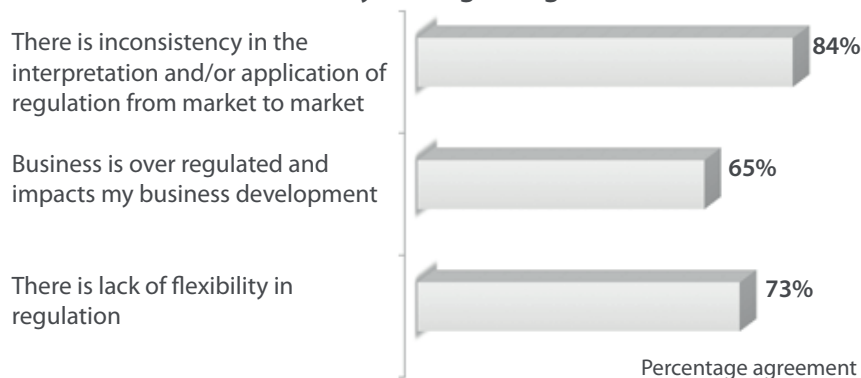 There is inconsistency in the
interpretation and/or application of
regulation from market to market
84%
Business is over regulated and
impacts my business development
65%
There is lack of flexibility in
regulation
73%
Percentage agreement